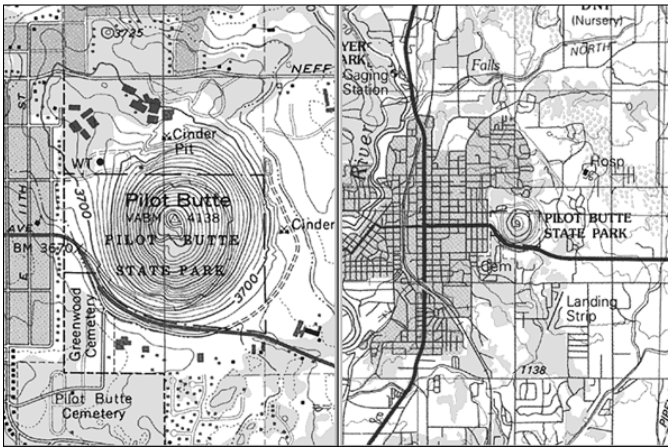 3725
NEFF
ST
Cinder
Pit
WT
3700
Pilot Butte
VABM 4138
11TH
PILOT BUTTE
Cinder
AVE
BM 3670
STATE PARK
E
3700
Greenwood
Cemetery
Pilot Butte
Cemetery
(Nursery)
YER
PARK
Falls
NORTH
Gaging
Station
River
Hosp
PILOT BUTTE
STATE PARK
Cem
Landing
Strip
1138